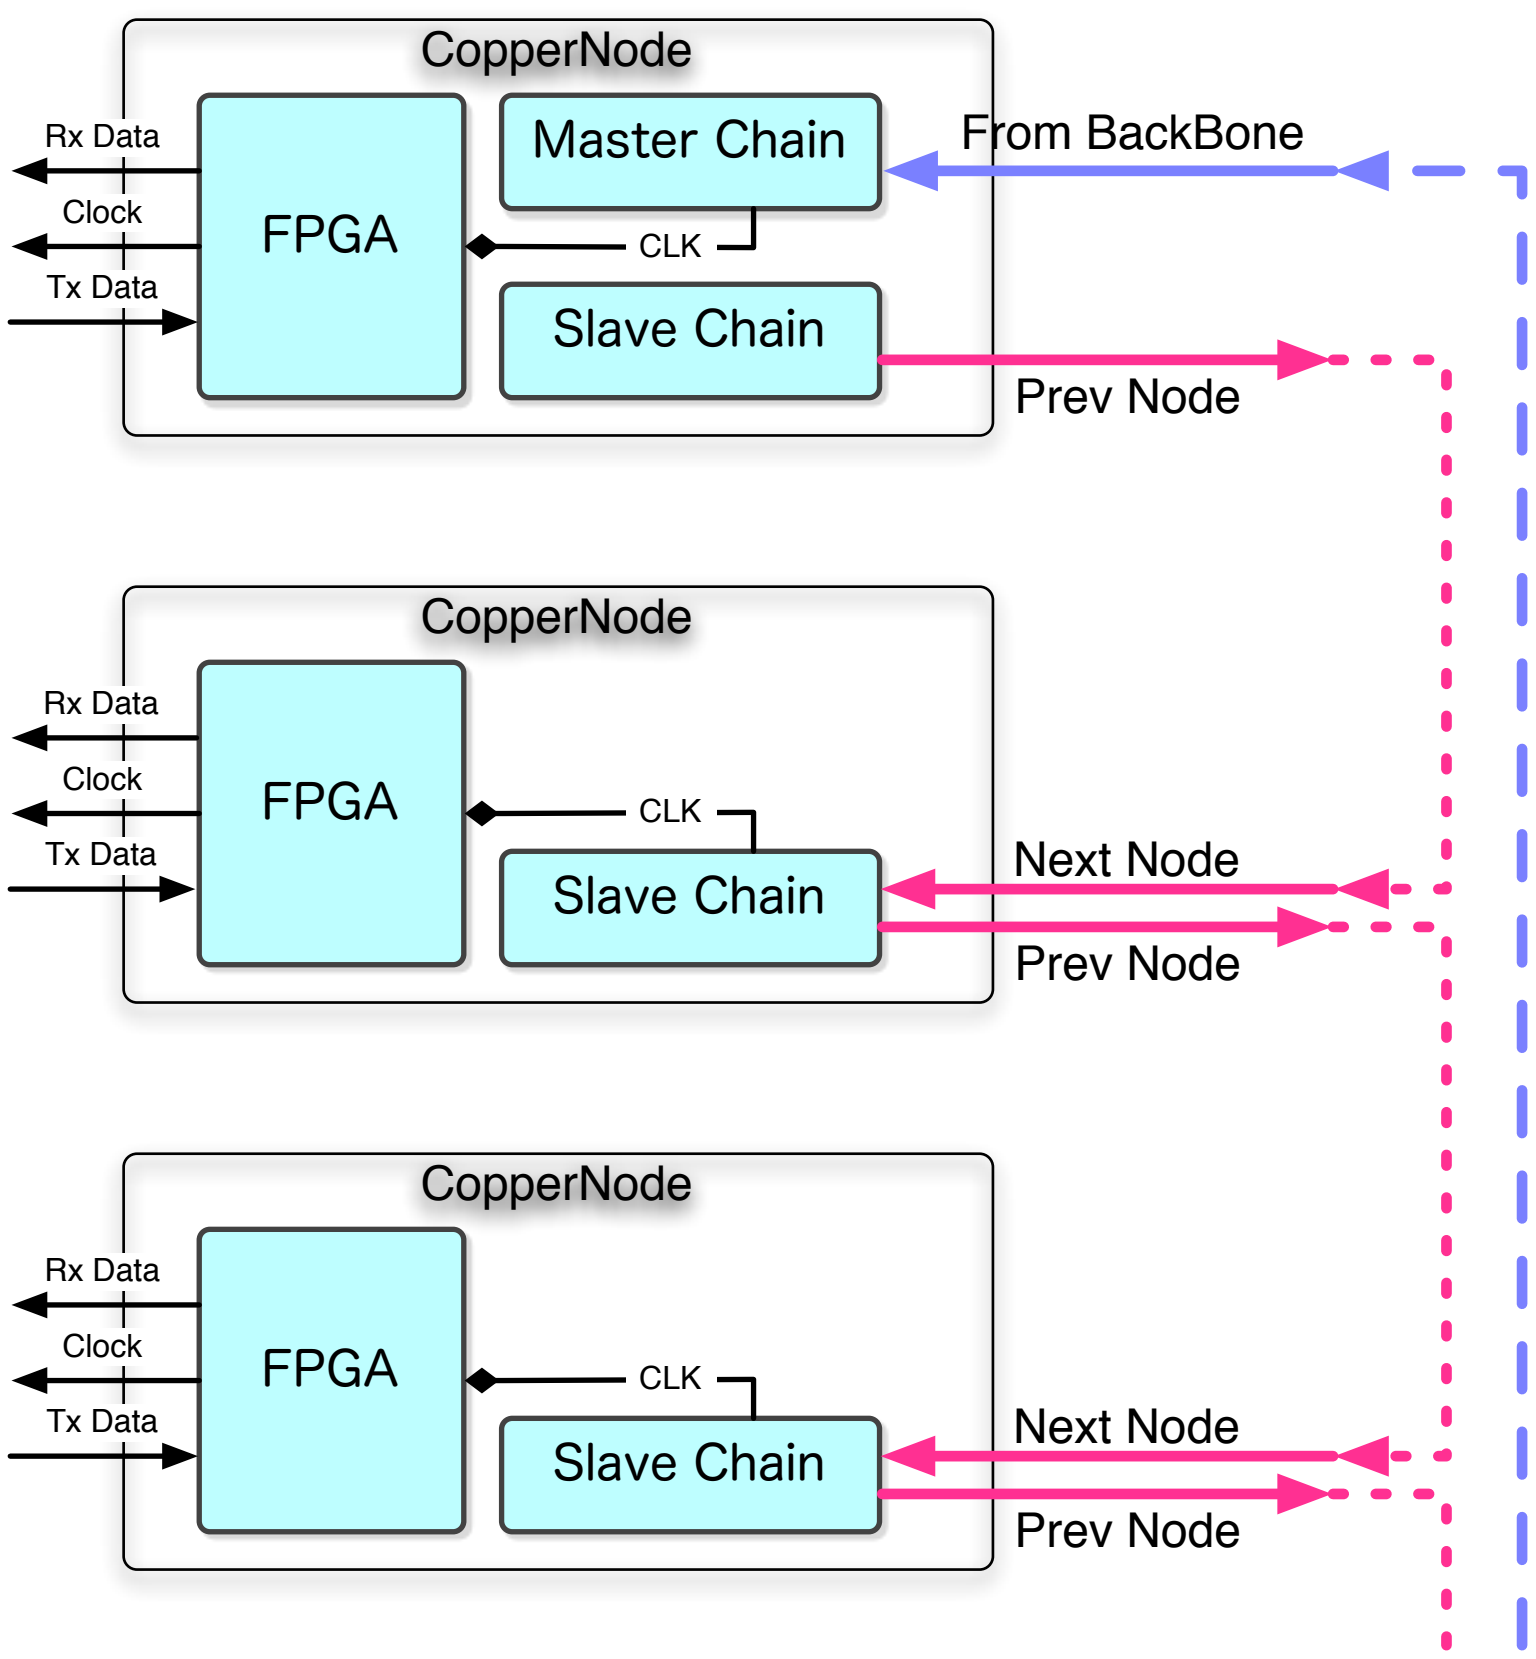 CopperNode
Rx Data
Clock
Tx Data
FPGA
Master Chain
CLK
Slave Chain
From BackBone
Prev Node
CopperNode
Rx Data
Clock
Tx Data
FPGA
CLK
Slave Chain
Next Node
Prev Node
CopperNode
Rx Data
Clock
Tx Data
FPGA
CLK
Slave Chain
Next Node
Prev Node